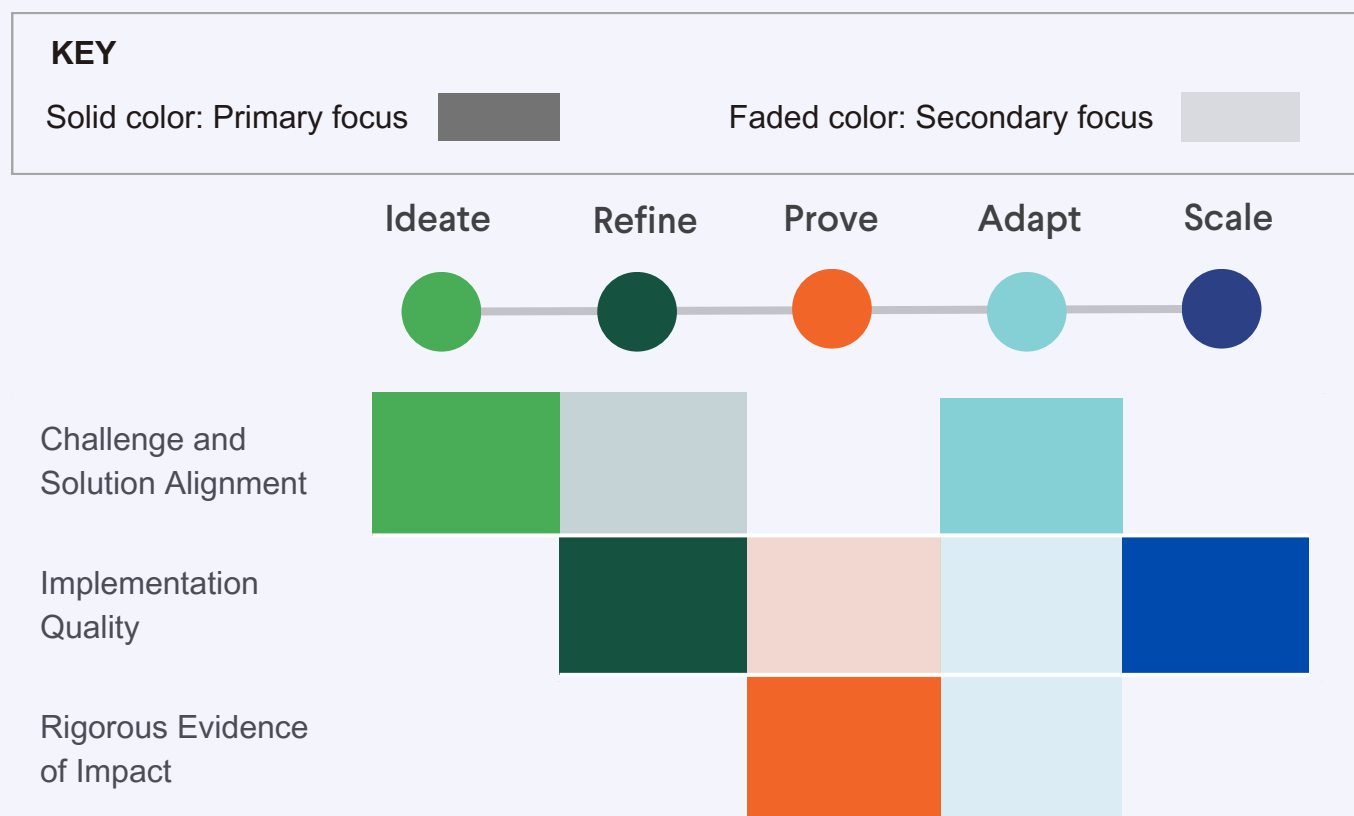 KEY
Solid color: Primary focus
Faded color: Secondary focus
Ideate
Refine
Prove
Adapt
Scale
Challenge and
Solution Alignment
Implementation
Quality
Rigorous Evidence
of Impact